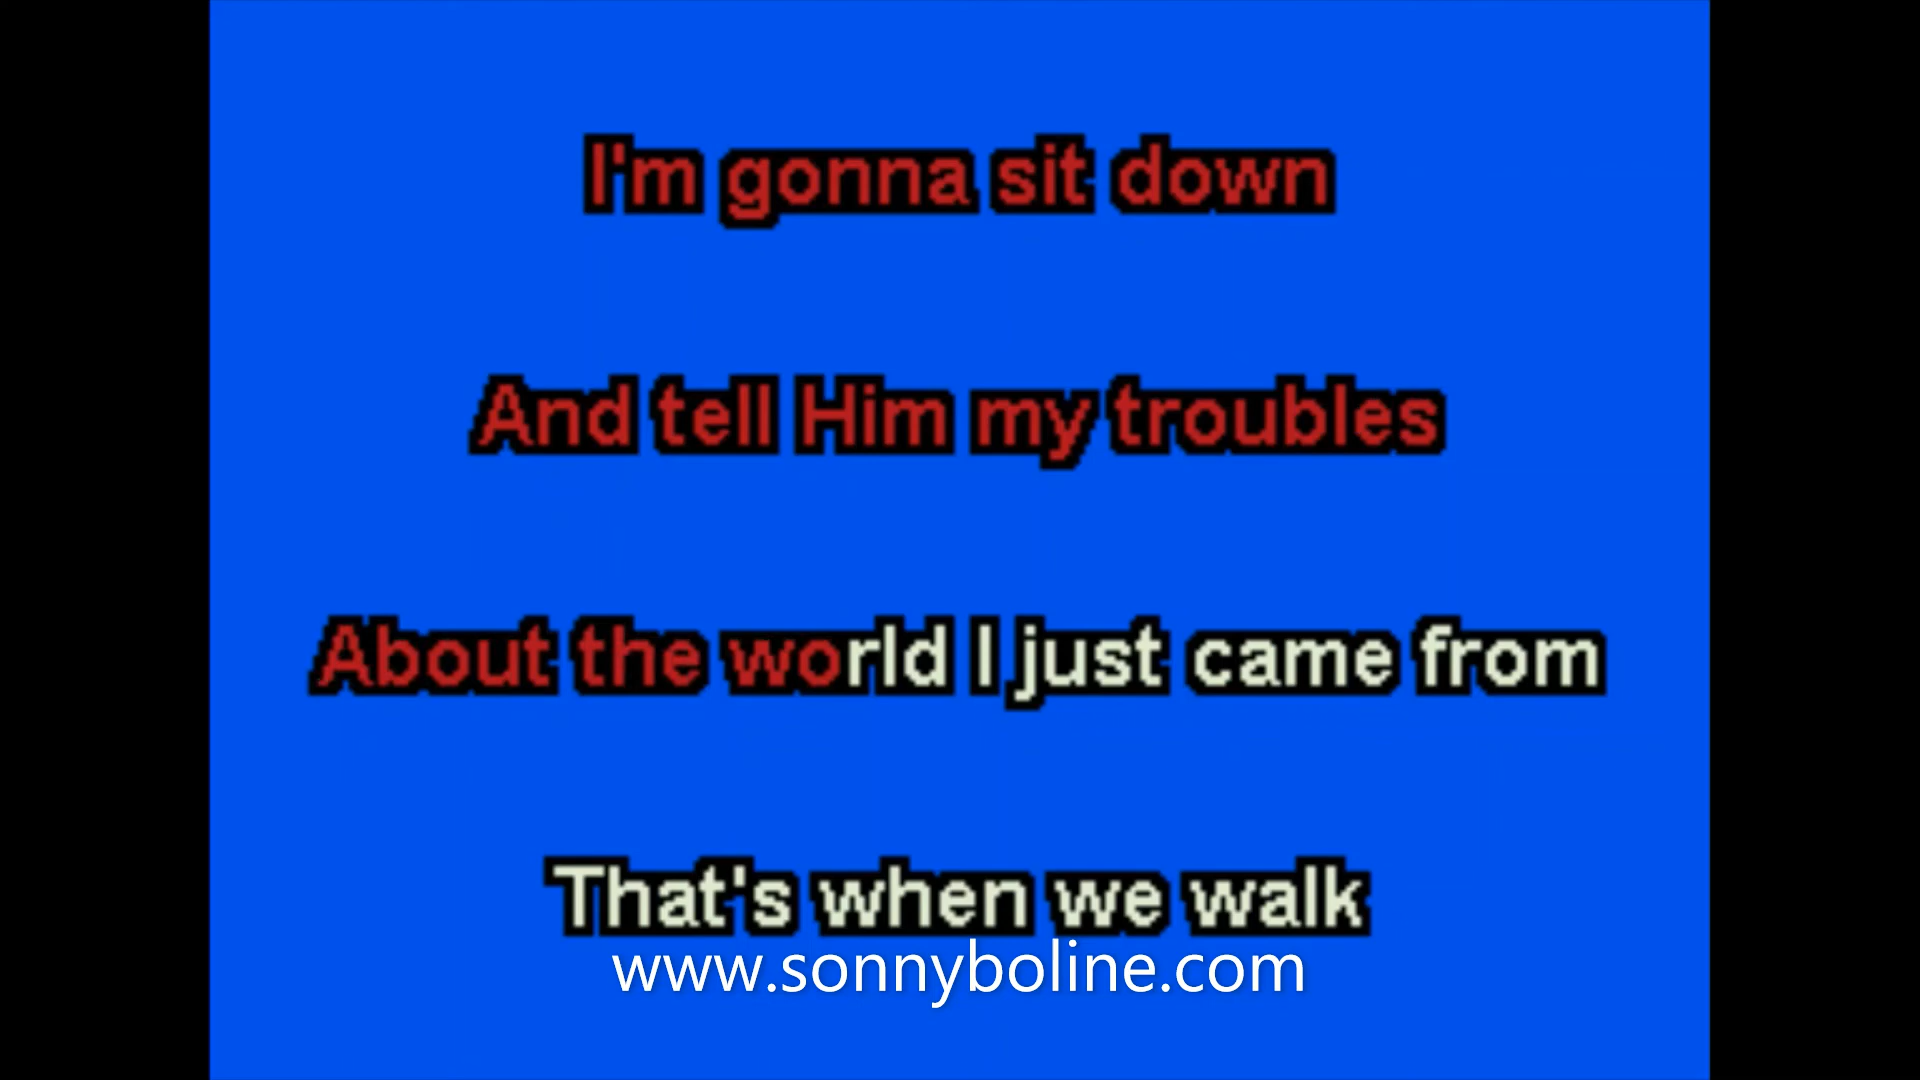 I'm gonna sit down
And tell Him my troubles
About the world I just came from
That's when we walk
www.sonnyboline.com